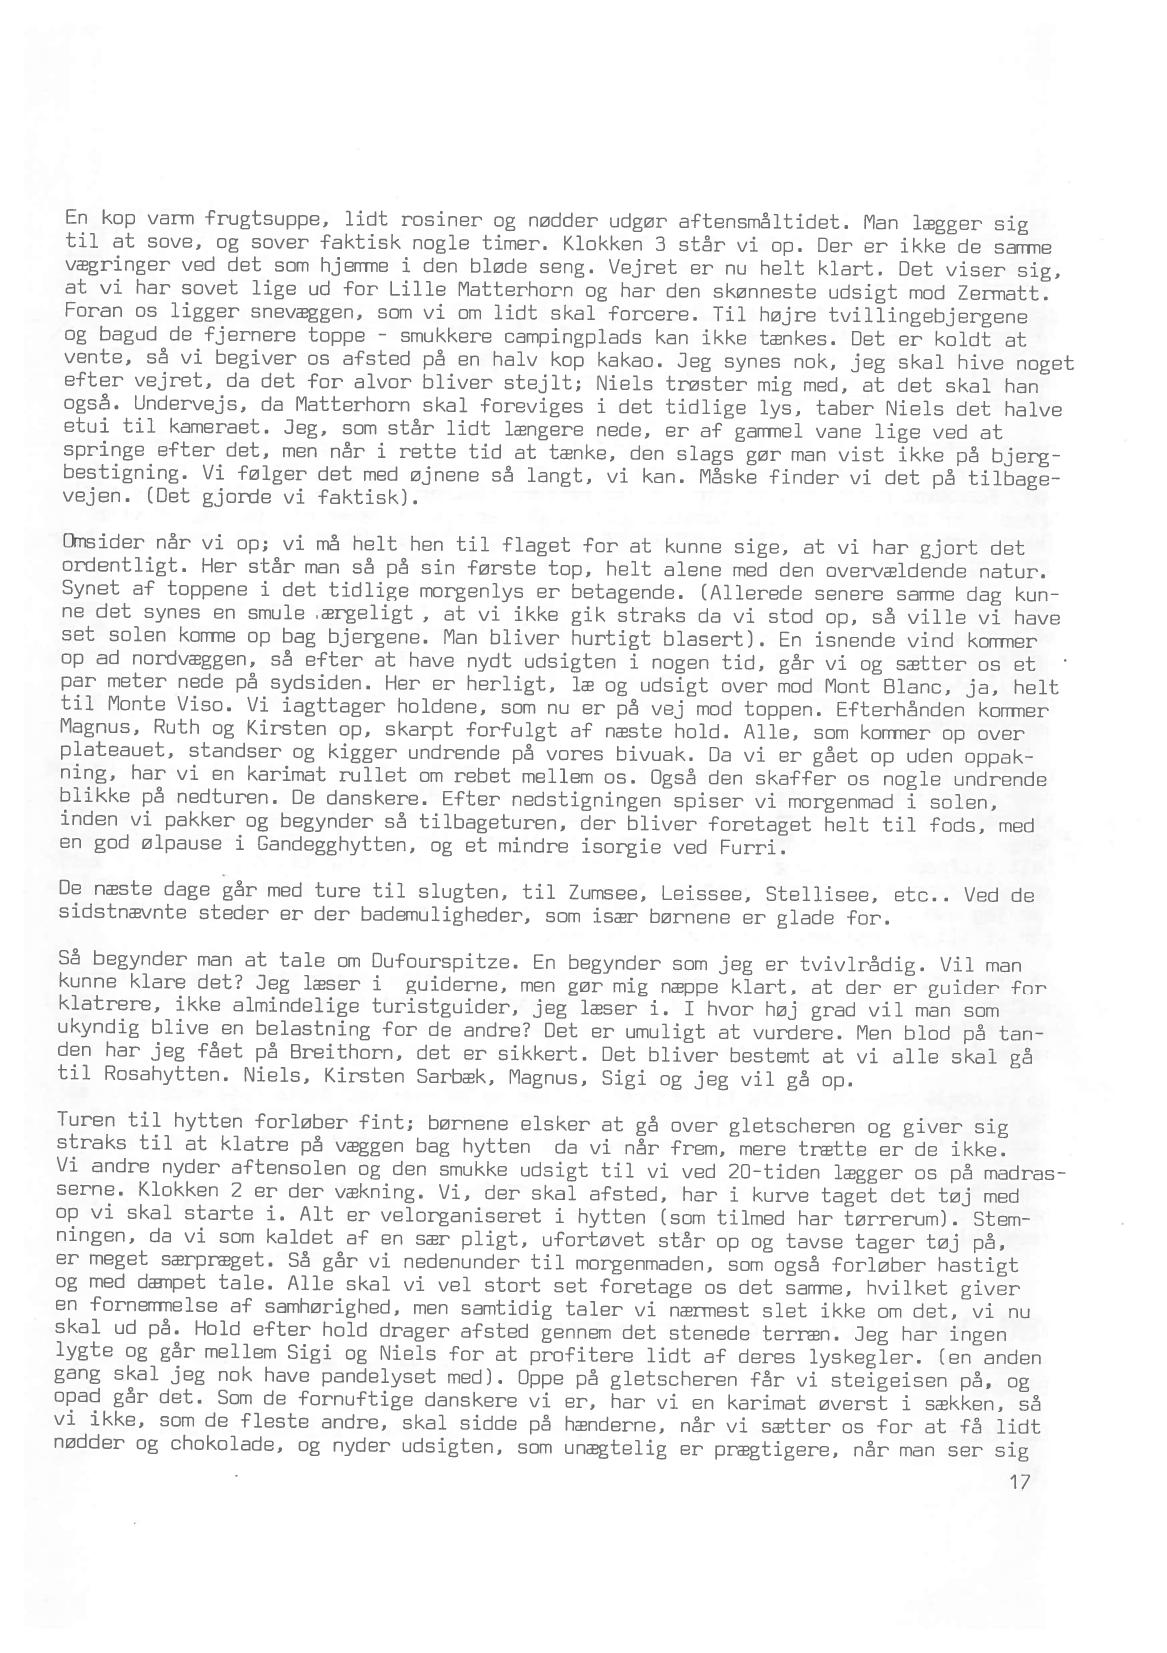 En kop varm frugtsuppe, lidt rosiner og nødder udgør aftensmåltidet. Man lægger sig
til at sove, og sover faktisk nogle timer. Klokken 3 står vi op. Der er ikke de samme
vægringer ved det som hjemme i den bløde seng. Vejret er nu helt klart. Det viser sig,
at vi har sovet lige ud for Lille Matterhorn og har den skønneste udsigt mod Zermatt.
Foran os ligger snevæggen, som vi om lidt skal forcere. Til højre tvillingebjergene
og bagud de fjernere toppe - smukkere campingplads kan ikke tænkes. Det er koldt at
vente, så vi begiver os afsted på en halv kop kakao. Jeg synes nok, jeg skal hive noget
efter vejret, da det for alvor bliver stejlt; Niels trøster mig med, at det skal han
også. Undervejs, da Matterhorn skal foreviges i det tidlige lys, taber Niels det halve
etui til kameraet. Jeg, som står lidt længere nede, er af gammel vane lige ved at
springe efter det, men når i rette tid at tænke, den slags gør man vist ikke på bjerg-
bestigning. Vi følger det med øjnene så langt, vi kan. Måske finder vi det på tilbage-
vejen. (Det gjorde vi faktisk).

Omsider når vi op; vi må helt hen til flaget for at kunne sige, at vi har gjort det
ordentligt. Her står man så på sin første top, helt alene med den overvældende natur.
Synet af toppene i det tidlige morgenlys er betagende. (Allerede senere samme dag kun-
ne det synes en smule .ærgeligt , at vi ikke gik straks da vi stod op, så ville vi have
set solen komme op bag bjergene. Man bliver hurtigt blasert). En isnende vind kommer
op ad nordvæggen, så efter at have nydt udsigten i nogen tid, går vi og sætter os et
par meter nede på sydsiden. Her er herligt, læ og udsigt over mod Mont Blanc, ja, helt
til Monte Viso. Vi iagttager holdene, som nu er på vej mod toppen. Efterhånden kommer
Magnus, Ruth og Kirsten op, skarpt forfulgt af næste hold. Alle, som kommer op over
plateauet, standser og kigger undrende på vores bivuak. Da vi er gået op uden oppak-
ning, har vi en karimat rullet om rebet mellem os. Også den skaffer os nogle undrende
blikke på nedturen. De danskere. Efter nedstigningen spiser vi morgenmad i solen,
inden vi pakker og begynder så tilbageturen, der bliver foretaget helt til fods, med
en god ølpause i Gandegghytten, og et mindre isorgie ved Furri.

De næste dage går med ture til slugten, til Zumsee, Leissee, Stellisee, etc.. Ved de
sidstnævnte steder er der bademuligheder, som især børnene er glade for.

Så begynder man at tale om Dufourspitze. En begynder som jeg er tvivlrådig. Vil man
kunne klare det? Jeg læser i guiderne, men gør mig næppe klart, at der er guider for
klatrere, ikke almindelige turistguider, jeg læser i. I hvor høj grad vil man som
ukyndig blive en belastning for de andre? Det er umuligt at vurdere. Men blod på tan-
den har jeg fået på Breithorn, det er sikkert. Det bliver bestemt at vi alle skal gå
til Rosahytten. Niels, Kirsten Sarbæk, Magnus, Sigi og jeg vil gå op.

Turen til hytten forløber fint; børnene elsker at gå over gletscheren og giver sig
straks til at klatre på væggen bag hytten da vi når frem, mere trætte er de ikke.
Vi andre nyder aftensolen og den smukke udsigt til vi ved 20-tiden lægger os på madras-
serne. Klokken 2 er der vækning. Vi, der skal afsted, har i kurve taget det tøj med
op vi skal starte i. Alt er velorganiseret i hytten (som tilmed har tørrerum). Stem-
ningen, da vi som kaldet af en sær pligt, ufortøvet står op og tavse tager tøj på,
er meget særpræget. Så går vi nedenunder til morgenmaden, som også forløber hastigt
og med dæmpet tale. Alle skal vi vel stort set foretage os det samme, hvilket giver
en fornemmelse af samhørighed, men samtidig taler vi nærmest slet ikke om det, vi nu
skal ud på. Hold efter hold drager afsted gennem det stenede terræn. Jeg har ingen
lygte og går mellem Sigi og Niels for at profitere lidt af deres lyskegler. (en anden
gang skal jeg nok have pandelyset med). Oppe på gletscheren får vi steigeisen på, og
opad går det. Som de fornuftige danskere vi er, har vi en karimat øverst i sækken, så
vi ikke, som de fleste andre, skal sidde på hænderne, når vi sætter os for at få lidt
nødder og chokolade, og nyder udsigten, som unægtelig er prægtigere, når man ser sig
17